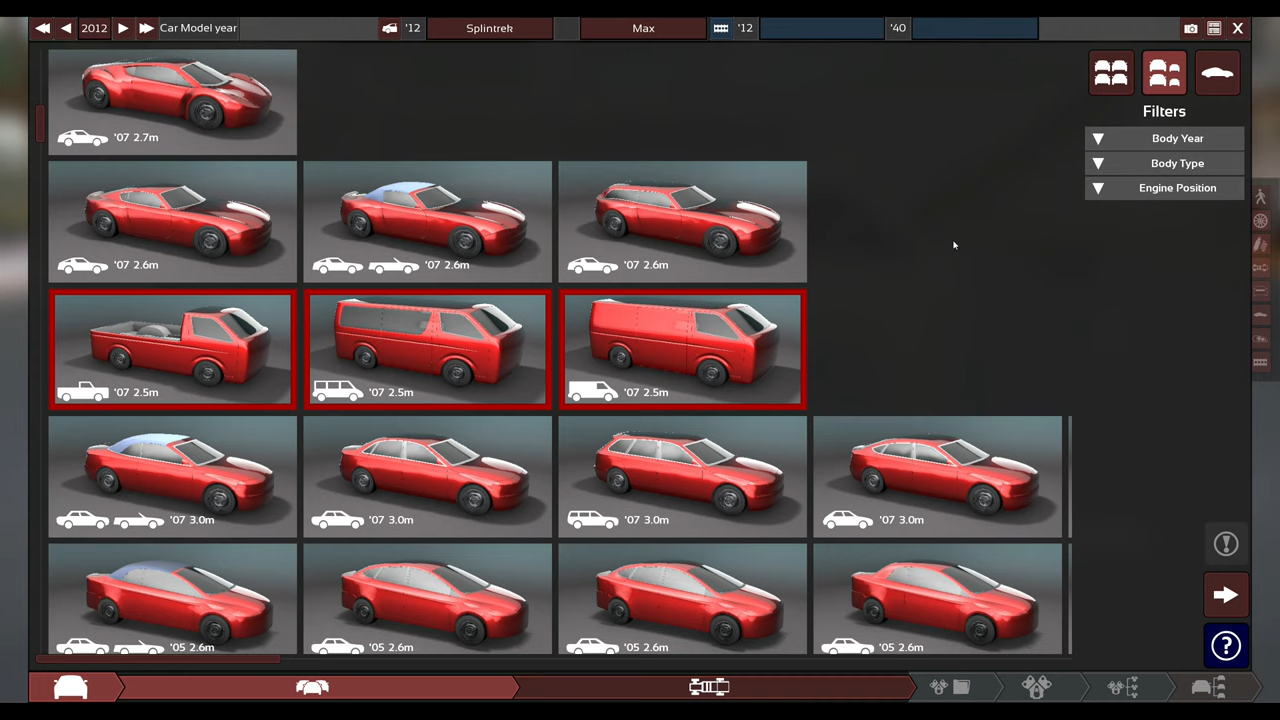 2012 Car Model year '12 Splintrek Max '12 '40
Filters
Body Year
Body Type
Engine Position
'07 2.7m
'07 2.6m '07 2.6m '07 2.6m
'07 2.5m '07 2.5m '07 2.5m
'07 3.0m '07 3.0m '07 3.0m '07 3.0m
'05 2.6m '05 2.6m '05 2.6m '05 2.6m